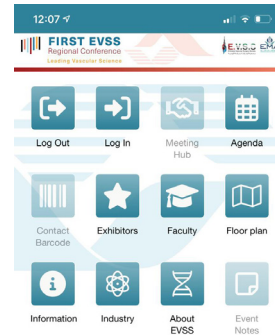 12:07
FIRST EVSS
Regional Conference
Leading Vascular Science
E.V.S.S
Log Out
Log In
Meeting
Hub
Agenda
Contact
Barcode
Exhibitors
Faculty
Floor plan
Information
Industry
About
EVSS
Event
Notes